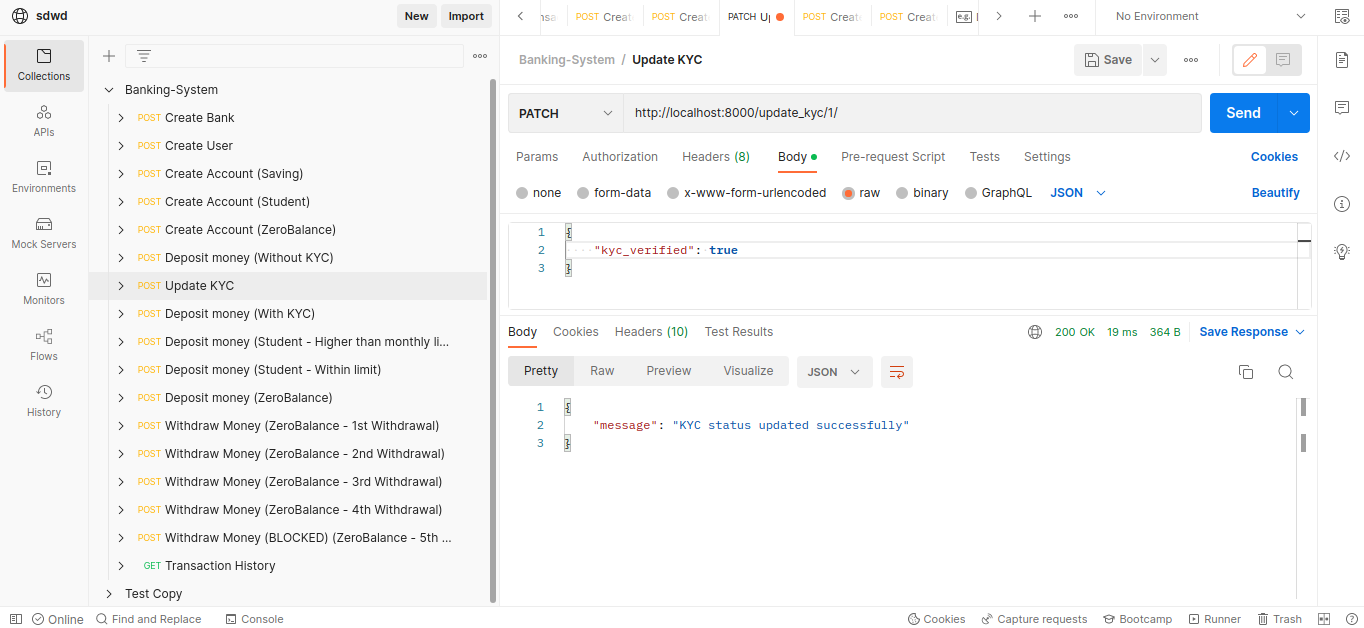 sdwd
New
Import
nsa
POST Creat
POST Creat
PATCH U
POST Creat
POST Creat
e.g.
No Environment
Collections
APIs
Environments
Mock Servers
Monitors
Flows
History
Banking-System
POST Create Bank
POST Create User
POST Create Account (Saving)
POST Create Account (Student)
POST Create Account (ZeroBalance)
POST Deposit money (Without KYC)
POST Update KYC
POST Deposit money (With KYC)
POST Deposit money (Student - Higher than monthly li...
POST Deposit money (Student - Within limit)
POST Deposit money (ZeroBalance)
POST Withdraw Money (ZeroBalance - 1st Withdrawal)
POST Withdraw Money (ZeroBalance - 2nd Withdrawal)
POST Withdraw Money (ZeroBalance - 3rd Withdrawal)
POST Withdraw Money (ZeroBalance - 4th Withdrawal)
POST Withdraw Money (BLOCKED) (ZeroBalance - 5th ...
GET Transaction History
Test Copy
Banking-System / Update KYC
Save
PATCH
http://localhost:8000/update_kyc/1/
Send
Params Authorization Headers (8) Body Pre-request Script Tests Settings Cookies
none form-data x-www-form-urlencoded raw binary GraphQL JSON Beautify
1 {
2 "kyc_verified": true
3 }
Body Cookies Headers (10) Test Results
200 OK 19 ms 364 B Save Response
Pretty Raw Preview Visualize JSON
1 {
2 "message": "KYC status updated successfully"
3 }
Online Find and Replace Console Cookies Capture requests Bootcamp Runner Trash